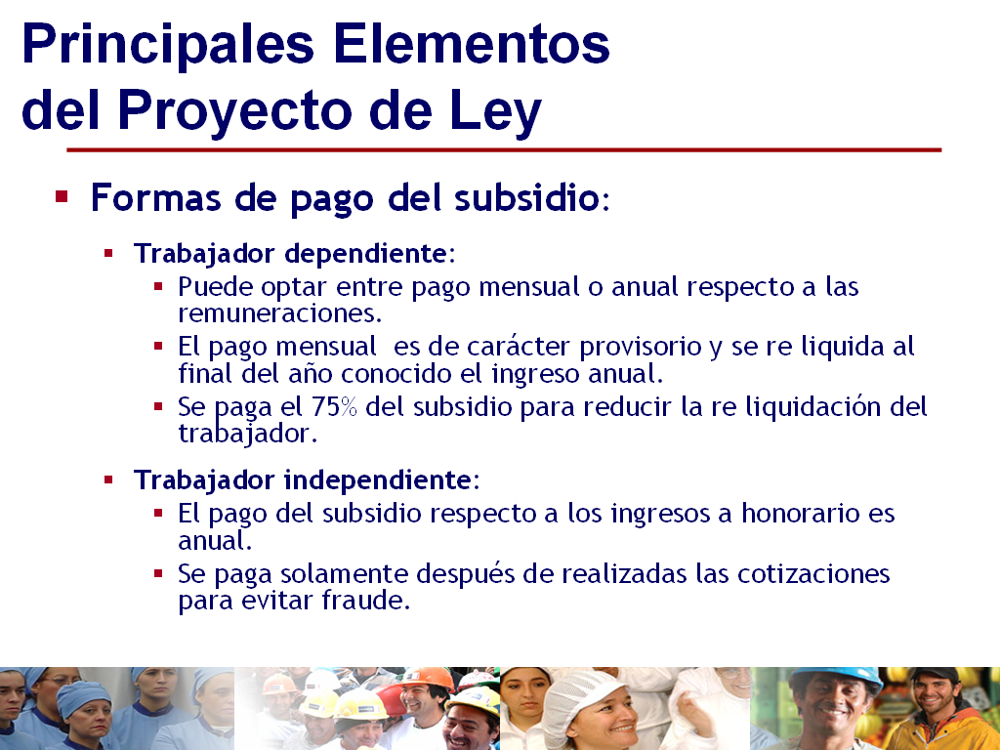 Principales Elementos
del Proyecto de Ley
▪ Formas de pago del subsidio:
▪ Trabajador dependiente:
▪ Puede optar entre pago mensual o anual respecto a las
remuneraciones.
▪ El pago mensual  es de carácter provisorio y se re liquida al
final del año conocido el ingreso anual.
▪ Se paga el 75% del subsidio para reducir la re liquidación del
trabajador.
▪ Trabajador independiente:
▪ El pago del subsidio respecto a los ingresos a honorario es
anual.
▪ Se paga solamente después de realizadas las cotizaciones
para evitar fraude.